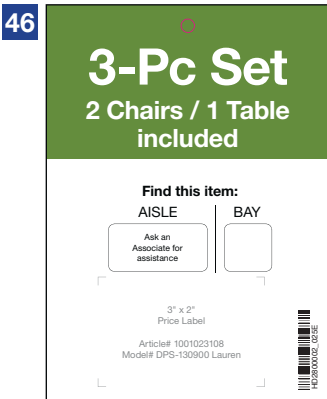 46
3-Pc Set
2 Chairs / 1 Table
included
Find this item:
AISLE
BAY
Ask an
Associate for
assistance
3" x 2"
Price Label
Article# 1001023108
Model# DPS-130900 Lauren
HD2800002_025E